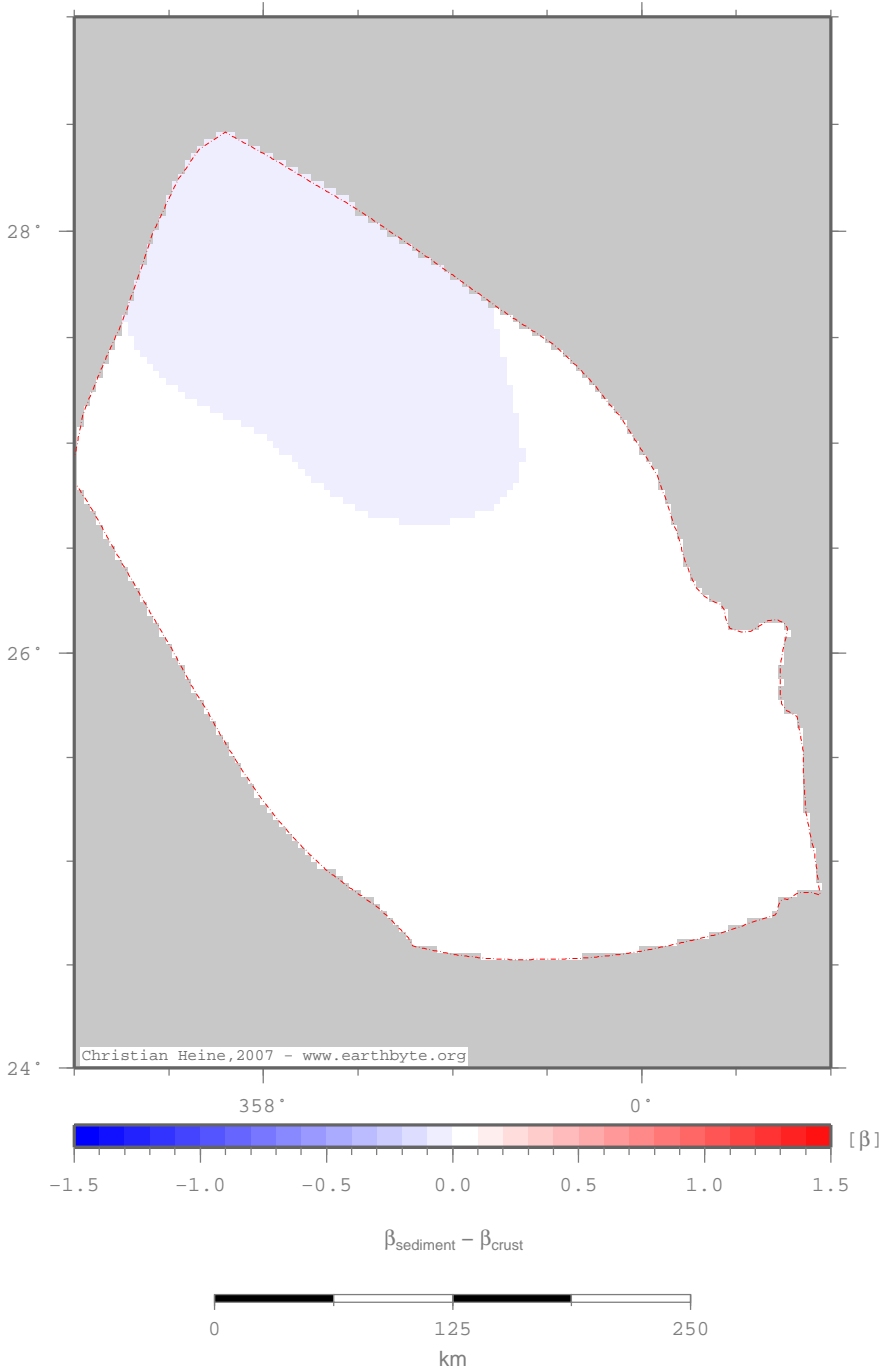 28°
26°
24°
Christian Heine,2007 - www.earthbyte.org
358° 0°
[β]
-1.5 -1.0 -0.5 0.0 0.5 1.0 1.5
βsediment – βcrust
0 125 250
km